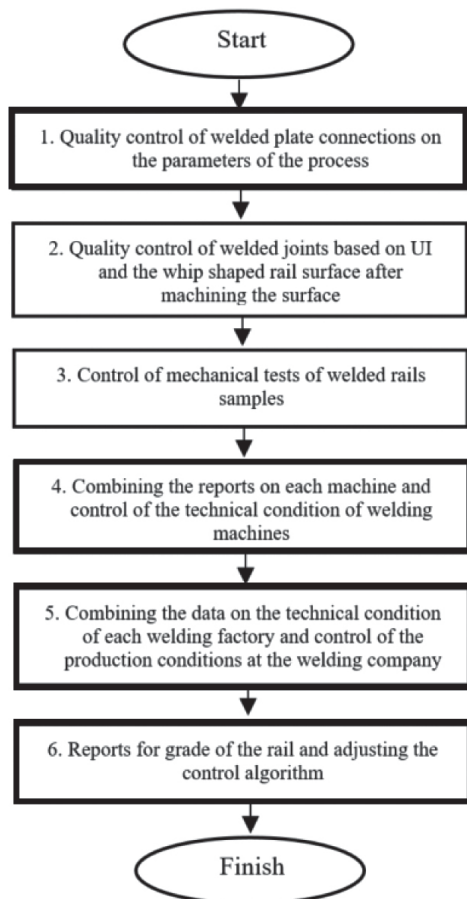 Start
1. Quality control of welded plate connections on
the parameters of the process
2. Quality control of welded joints based on UI
and the whip shaped rail surface after
machining the surface
3. Control of mechanical tests of welded rails
samples
4. Combining the reports on each machine and
control of the technical condition of welding
machines
5. Combining the data on the technical condition
of each welding factory and control of the
production conditions at the welding company
6. Reports for grade of the rail and adjusting the
control algorithm
Finish